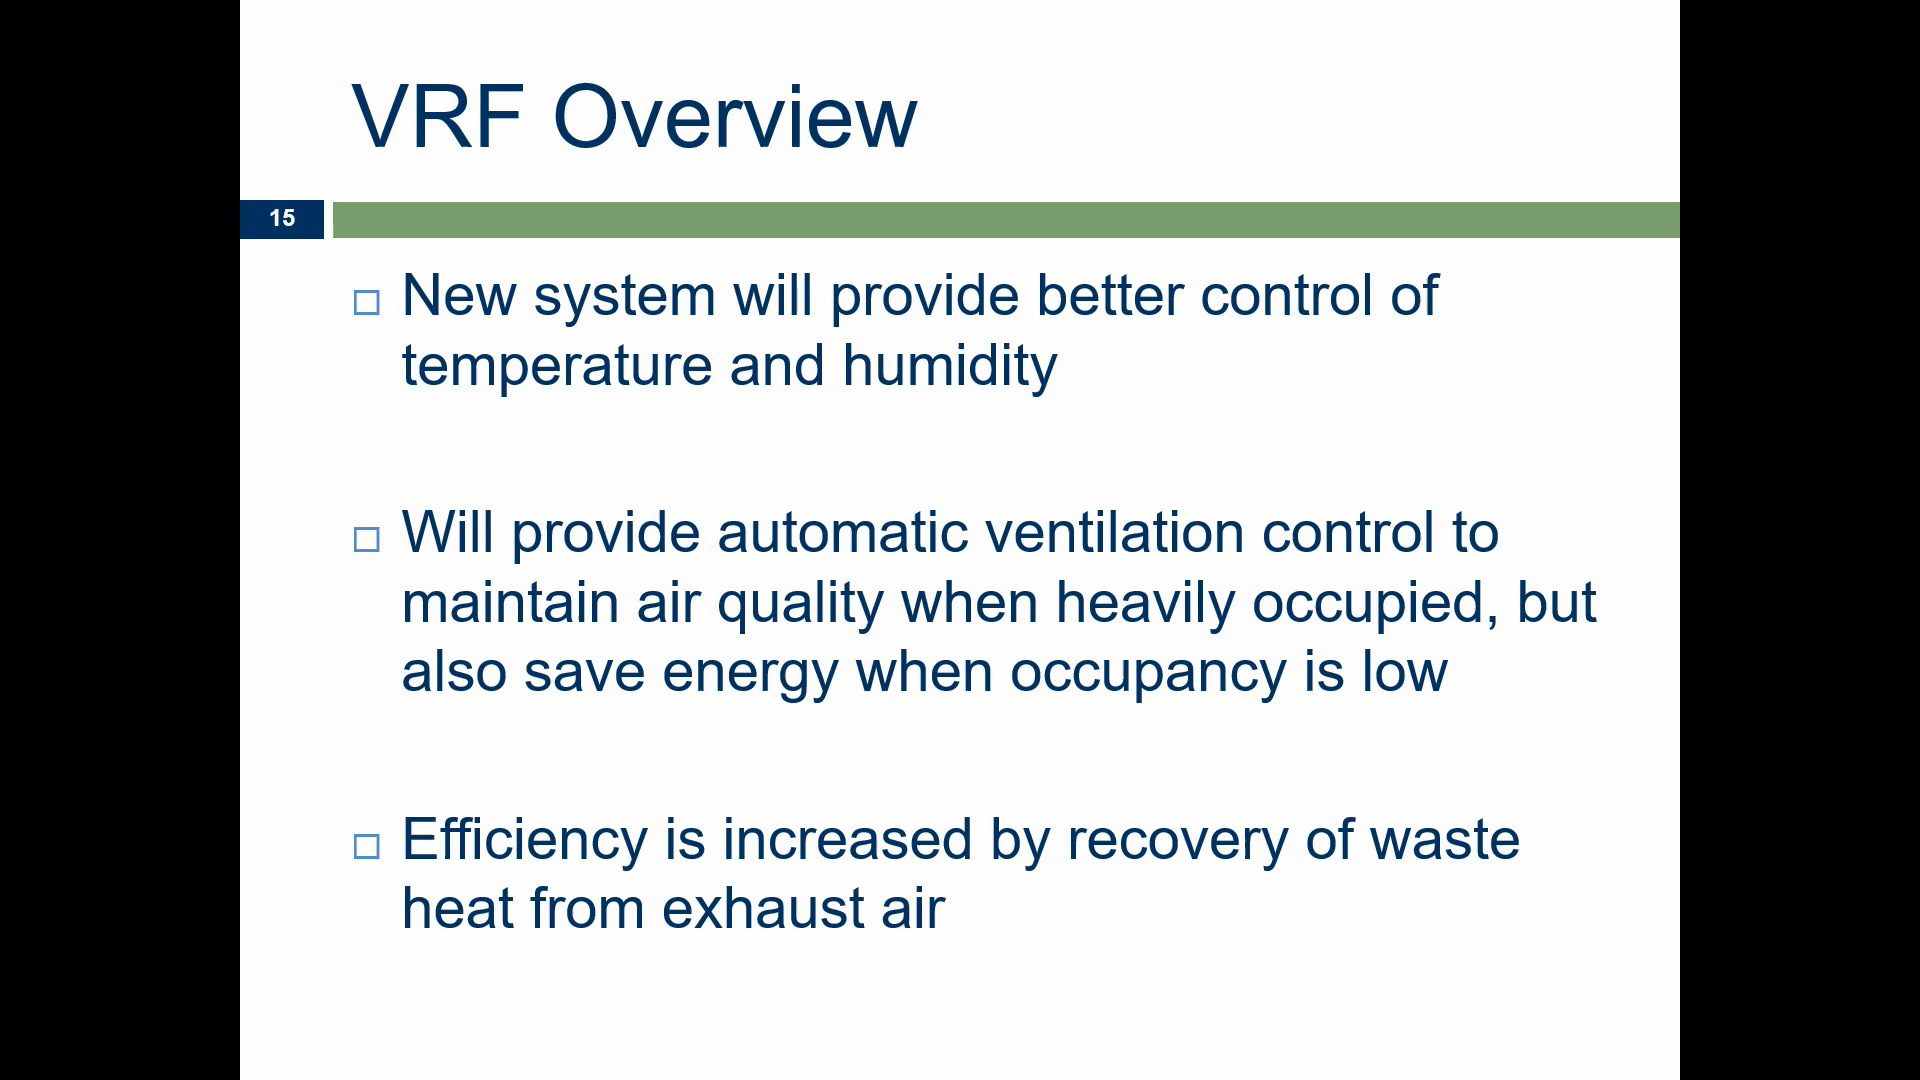 VRF Overview
15
New system will provide better control of
temperature and humidity
Will provide automatic ventilation control to
maintain air quality when heavily occupied, but
also save energy when occupancy is low
Efficiency is increased by recovery of waste
heat from exhaust air